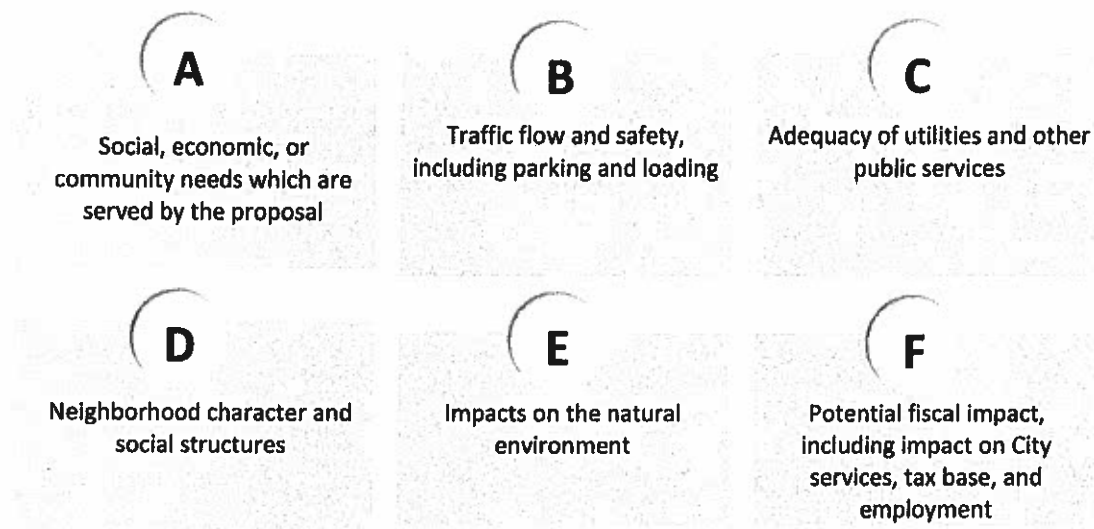 A
Social, economic, or
community needs which are
served by the proposal
B
Traffic flow and safety,
including parking and loading
C
Adequacy of utilities and other
public services
D
Neighborhood character and
social structures
E
Impacts on the natural
environment
F
Potential fiscal impact,
including impact on City
services, tax base, and
employment